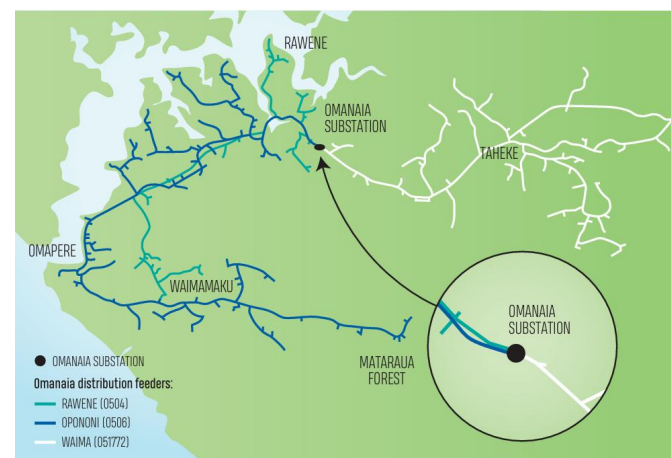 RAWENE
OMANAIA
SUBSTATION
TAHEKE
OMAPERE
WAIMAMAKU
OMANAIA
SUBSTATION
MATARAUA
FOREST
OMANAIA SUBSTATION
Omanaia distribution feeders:
RAWENE (0504)
OPONONI (0506)
WAIMA (051772)